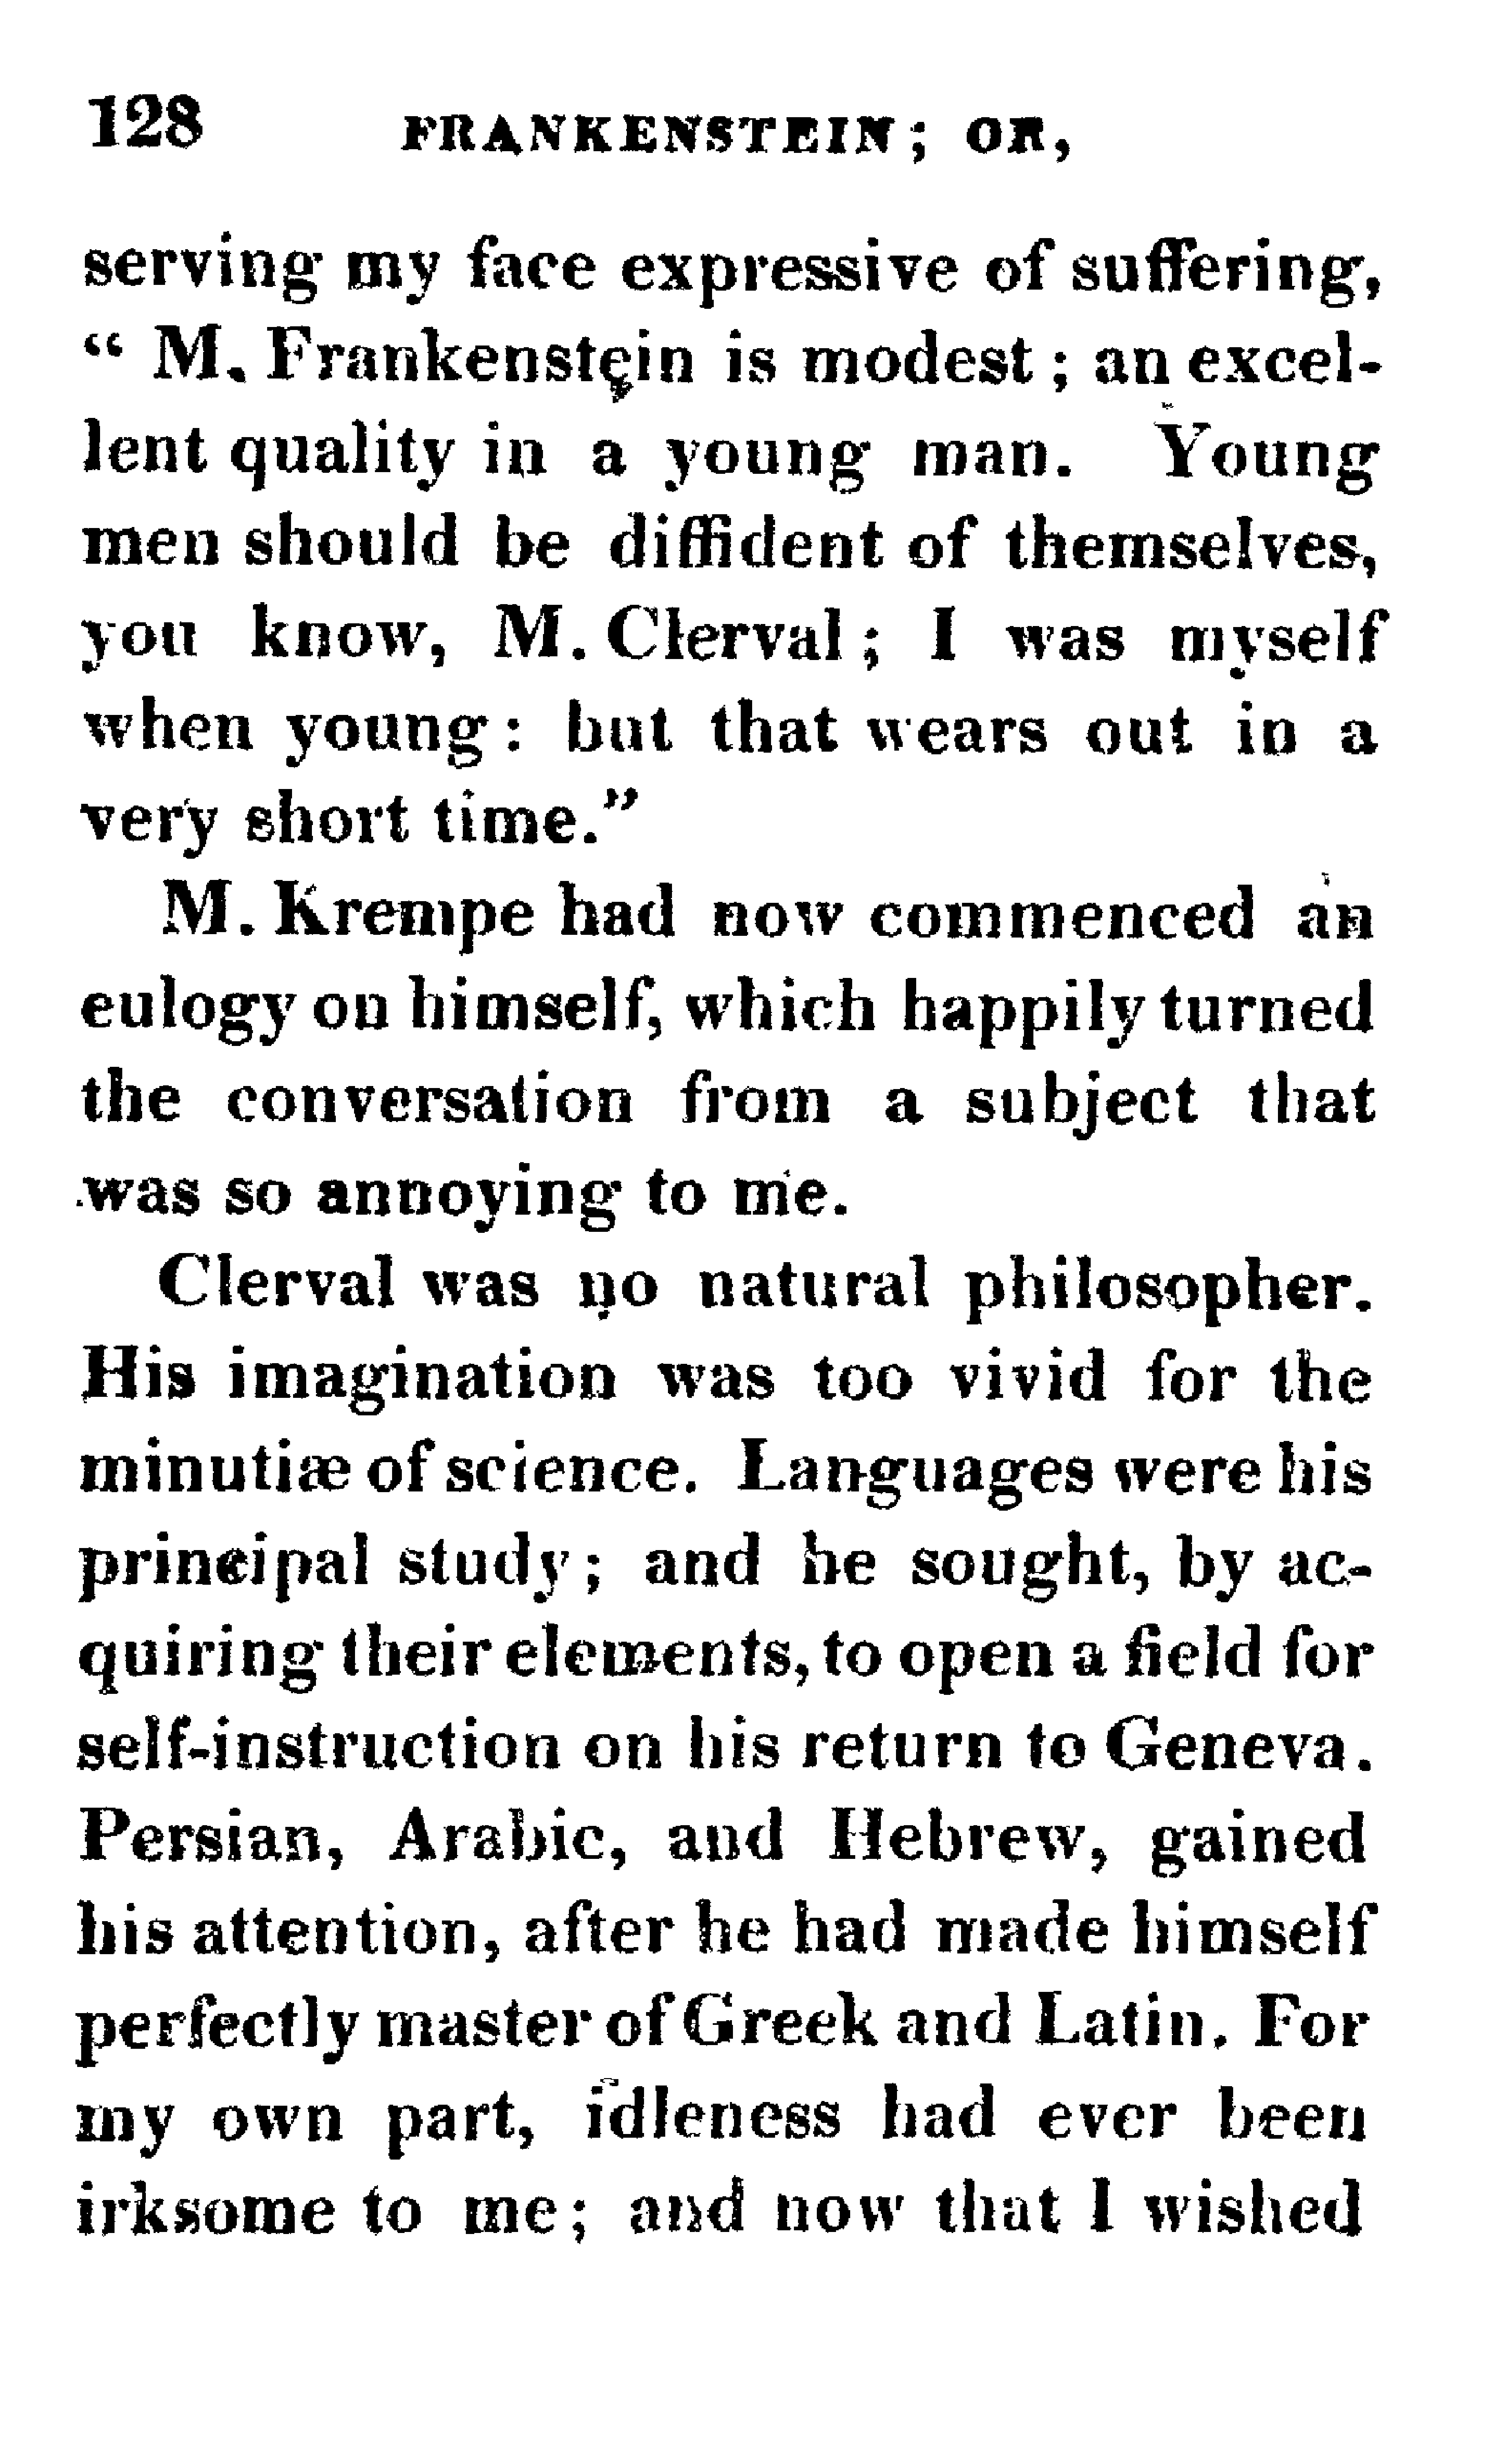 128 FRANKENSTEIN; OR,
serving my face expressive of suffering,
“ M. Frankenstein is modest; an excel-
lent quality in a young man. Young
men should be diffident of themselves,
you know, M. Clerval; I was myself
when young: but that wears out in a
very short time.”
M. Krempe had now commenced an
eulogy on himself, which happily turned
the conversation from a subject that
was so annoying to me.
Clerval was no natural philosopher.
His imagination was too vivid for the
minutiæ of science. Languages were his
principal study; and he sought, by ac-
quiring their elements, to open a field for
self-instruction on his return to Geneva.
Persian, Arabic, and Hebrew, gained
his attention, after he had made himself
perfectly master of Greek and Latin. For
my own part, idleness had ever been
irksome to me; and now that I wished